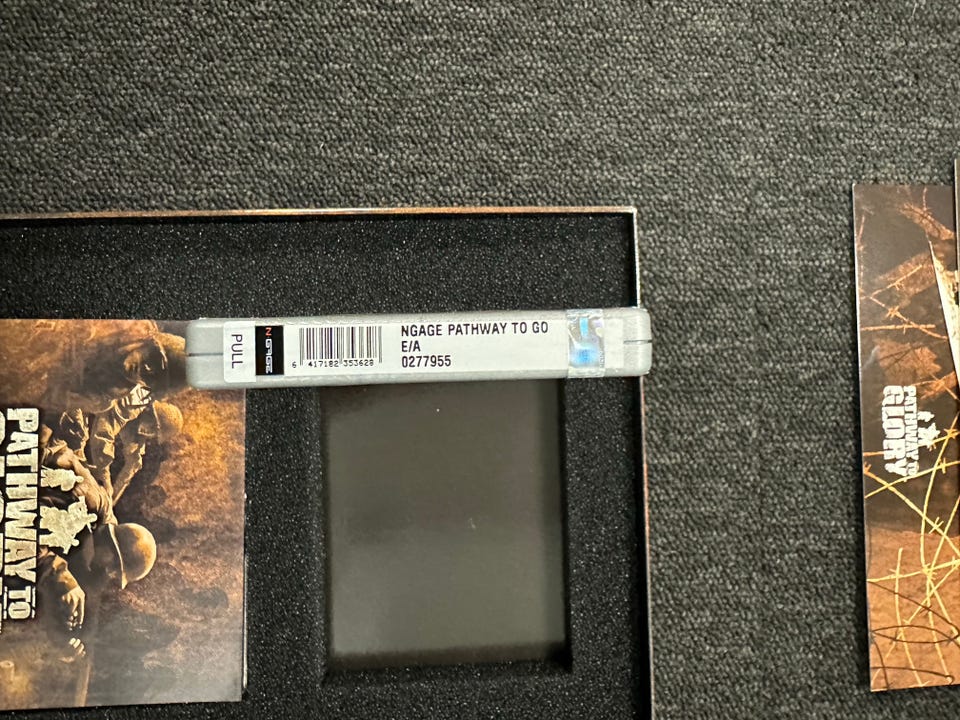 PULL
N-GAGE
6 417182 353628
NGAGE PATHWAY TO GO
E/A
0277955
PATHWAY TO
PATHWAY TO
GLORY